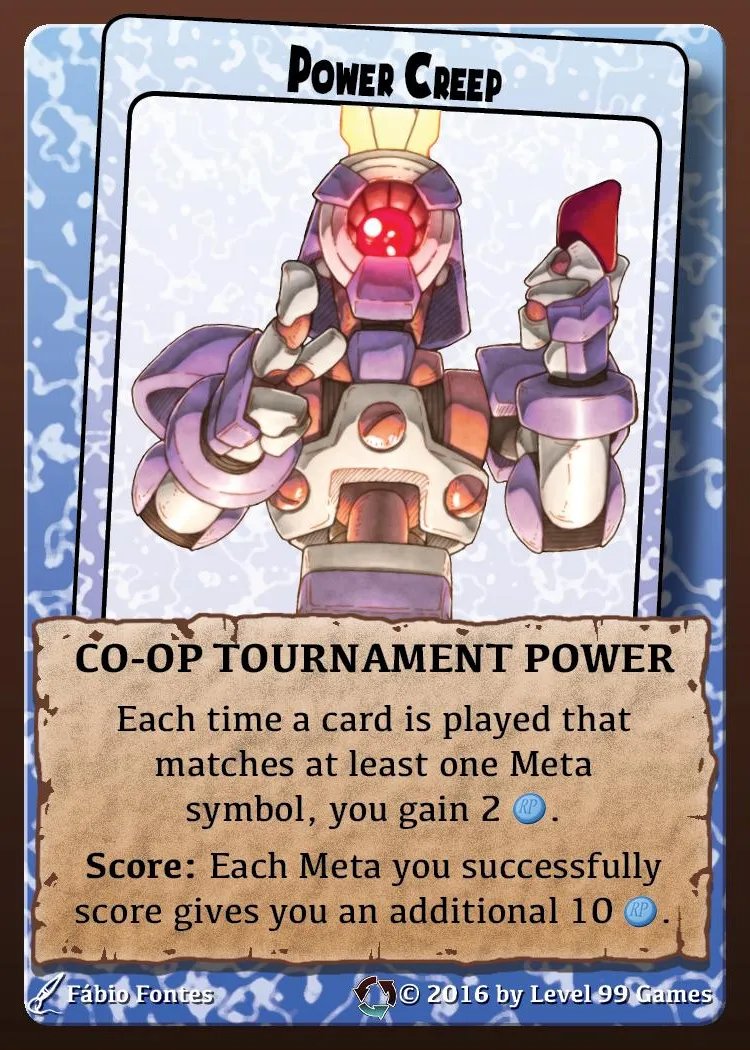 Power Creep
CO-OP TOURNAMENT POWER
Each time a card is played that
matches at least one Meta
symbol, you gain 2 RP.
Score: Each Meta you successfully
score gives you an additional 10 RP.
Fábio Fontes © 2016 by Level 99 Games